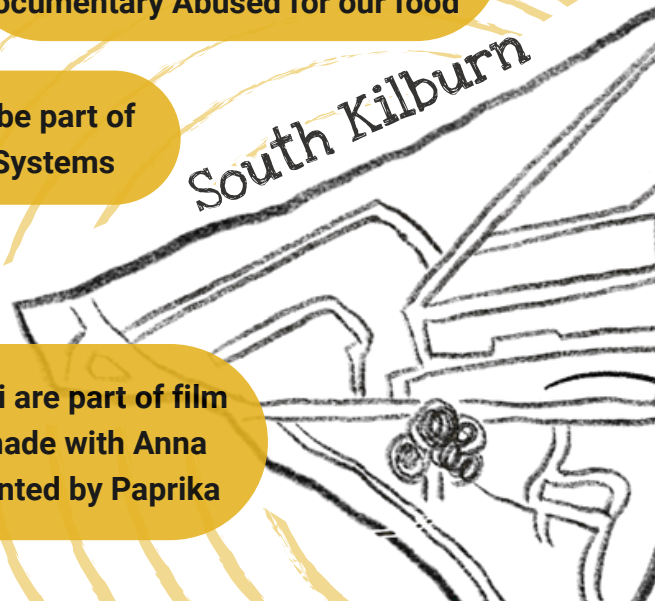 ocumentary Abused for our food
South Kilburn
be part of
Systems
i are part of film
made with Anna
nted by Paprika